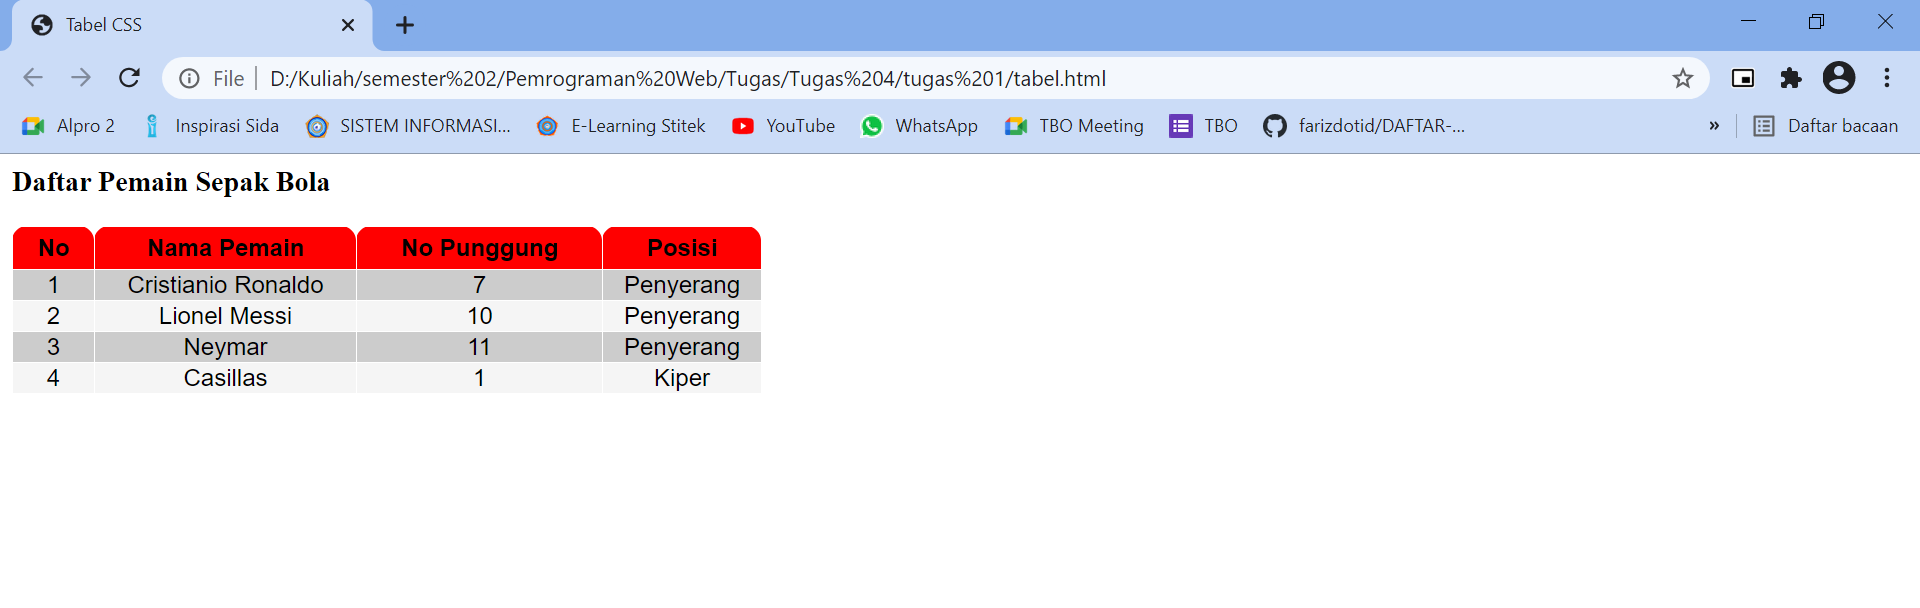 Tabel CSS
File D:/Kuliah/semester%202/Pemrograman%20Web/Tugas/Tugas%204/tugas%201/tabel.html
Alpro 2 Inspirasi Sida SISTEM INFORMASI... E-Learning Stitek YouTube WhatsApp TBO Meeting TBO farizdotid/DAFTAR-... » Daftar bacaan
Daftar Pemain Sepak Bola
No Nama Pemain No Punggung Posisi
1 Cristianio Ronaldo 7 Penyerang
2 Lionel Messi 10 Penyerang
3 Neymar 11 Penyerang
4 Casillas 1 Kiper